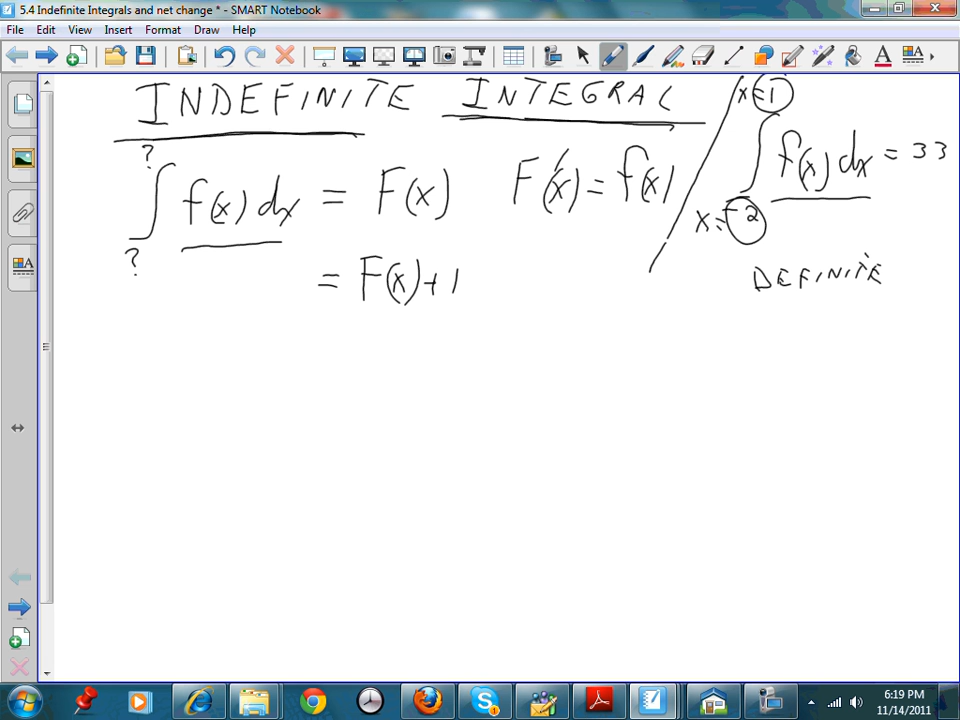 5.4 Indefinite Integrals and net change * - SMART Notebook
File Edit View Insert Format Draw Help
INDEFINITE INTEGRAL
∫ f(x) dx = F(x) F'(x) = f(x)
?
?
= F(x) + 1
x=1
∫ f(x) dx = 33
x=-2
DEFINITE
6:19 PM
11/14/2011